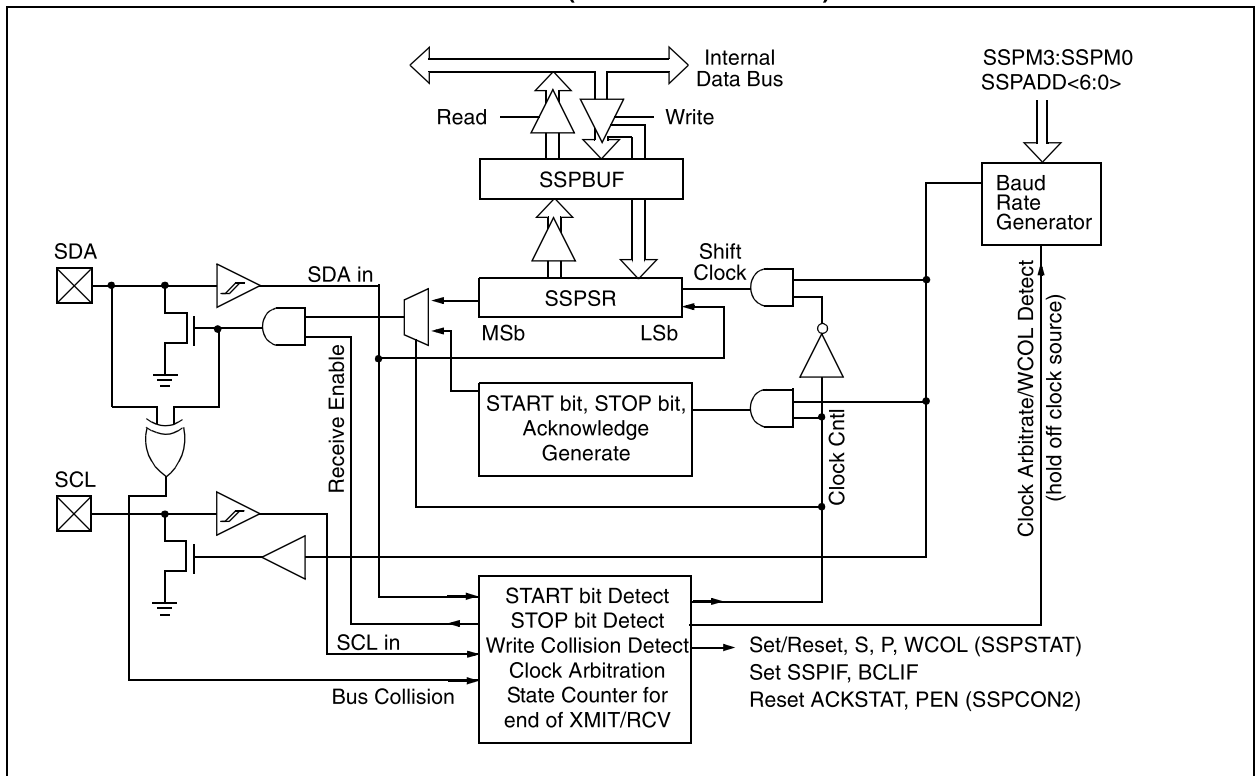 Internal
Data Bus
SSPM3:SSPM0
SSPADD<6:0>
Read
Write
SSPBUF
Baud
Rate
Generator
SDA
SDA in
Shift
Clock
SSPSR
MSb
LSb
Receive Enable
START bit, STOP bit,
Acknowledge
Generate
Clock Cntl
Clock Arbitrate/WCOL Detect
(hold off clock source)
SCL
SCL in
Bus Collision
START bit Detect
STOP bit Detect
Write Collision Detect
Clock Arbitration
State Counter for
end of XMIT/RCV
Set/Reset, S, P, WCOL (SSPSTAT)
Set SSPIF, BCLIF
Reset ACKSTAT, PEN (SSPCON2)